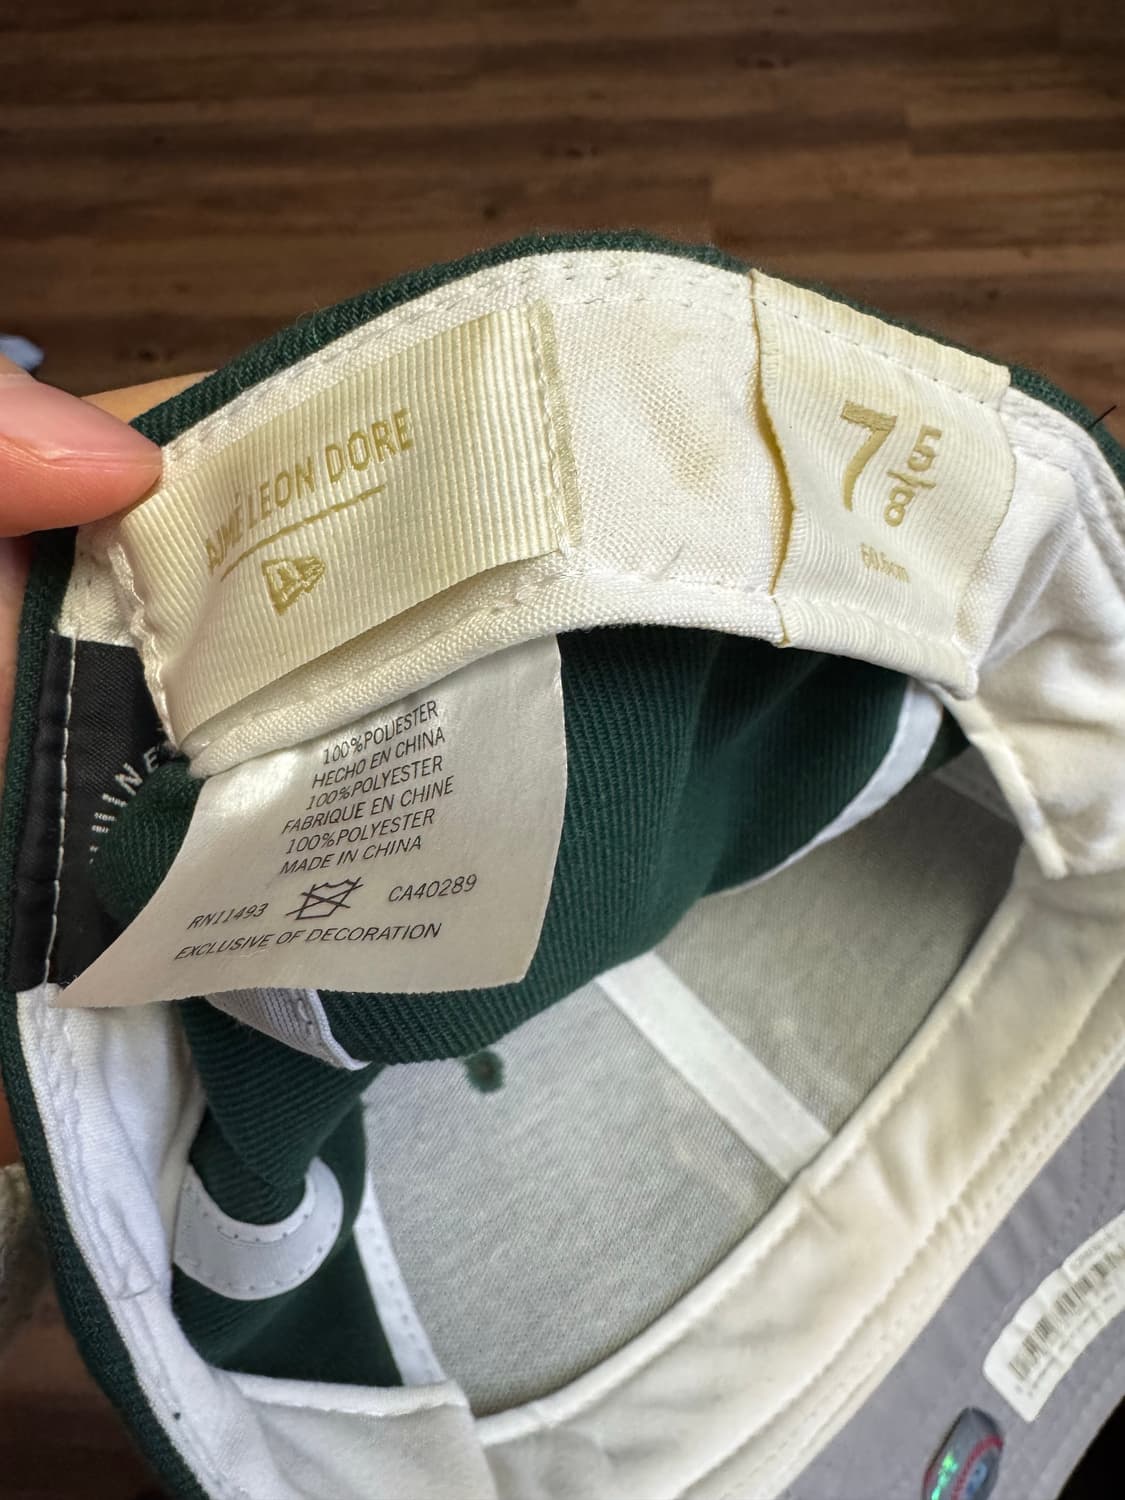 AIMÉ LEON DORE
7 5/8
60.6cm
100%POLIESTER
HECHO EN CHINA
100%POLYESTER
FABRIQUE EN CHINE
100%POLYESTER
MADE IN CHINA
RN11493 CA40289
EXCLUSIVE OF DECORATION